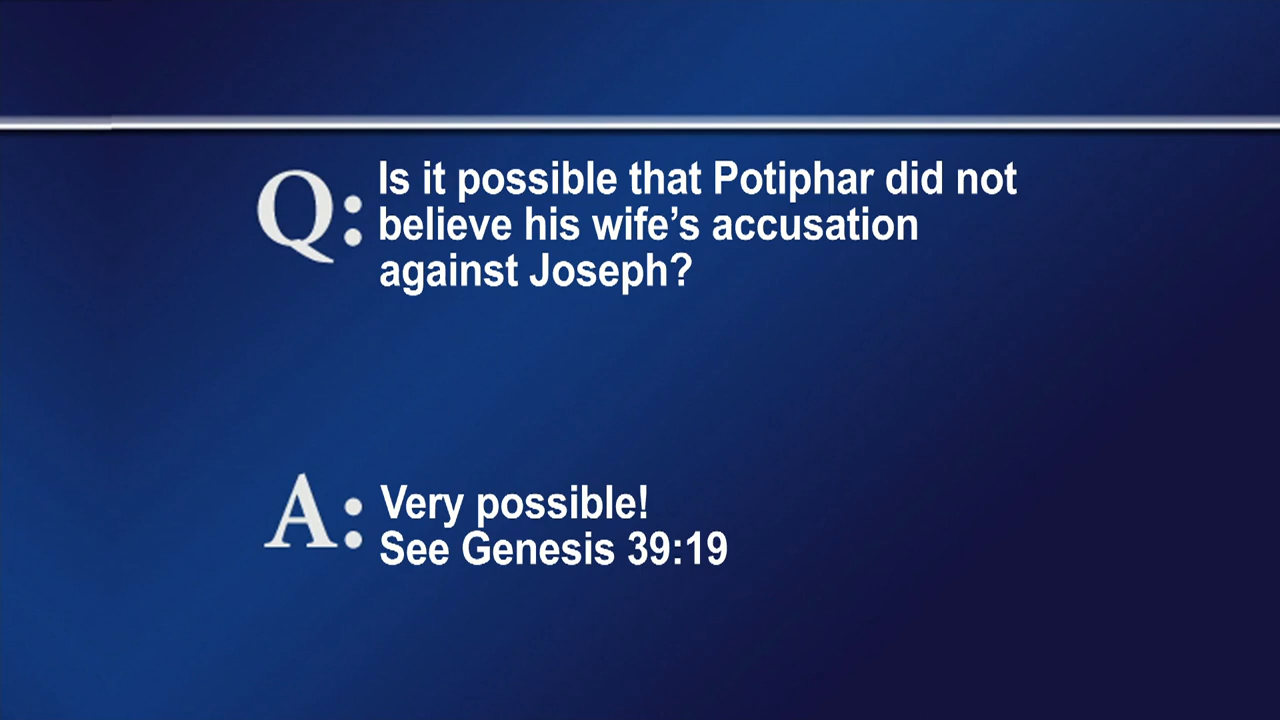 Q: Is it possible that Potiphar did not
believe his wife’s accusation
against Joseph?
A: Very possible!
See Genesis 39:19